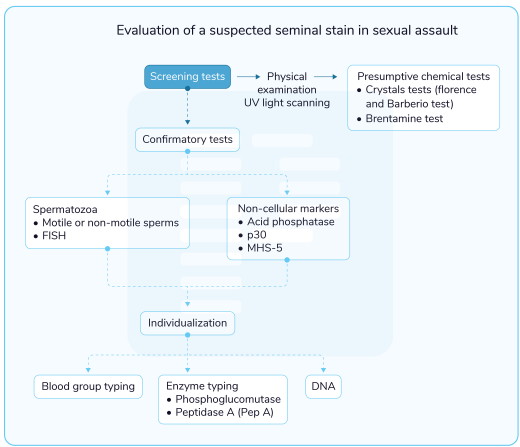 Evaluation of a suspected seminal stain in sexual assault
Screening tests
Physical
examination
UV light scanning
Presumptive chemical tests
• Crystals tests (florence
and Barberio test)
• Brentamine test
Confirmatory tests
Spermatozoa
• Motile or non-motile sperms
• FISH
Non-cellular markers
• Acid phosphatase
• p30
• MHS-5
Individualization
Blood group typing
Enzyme typing
• Phosphoglucomutase
• Peptidase A (Pep A)
DNA